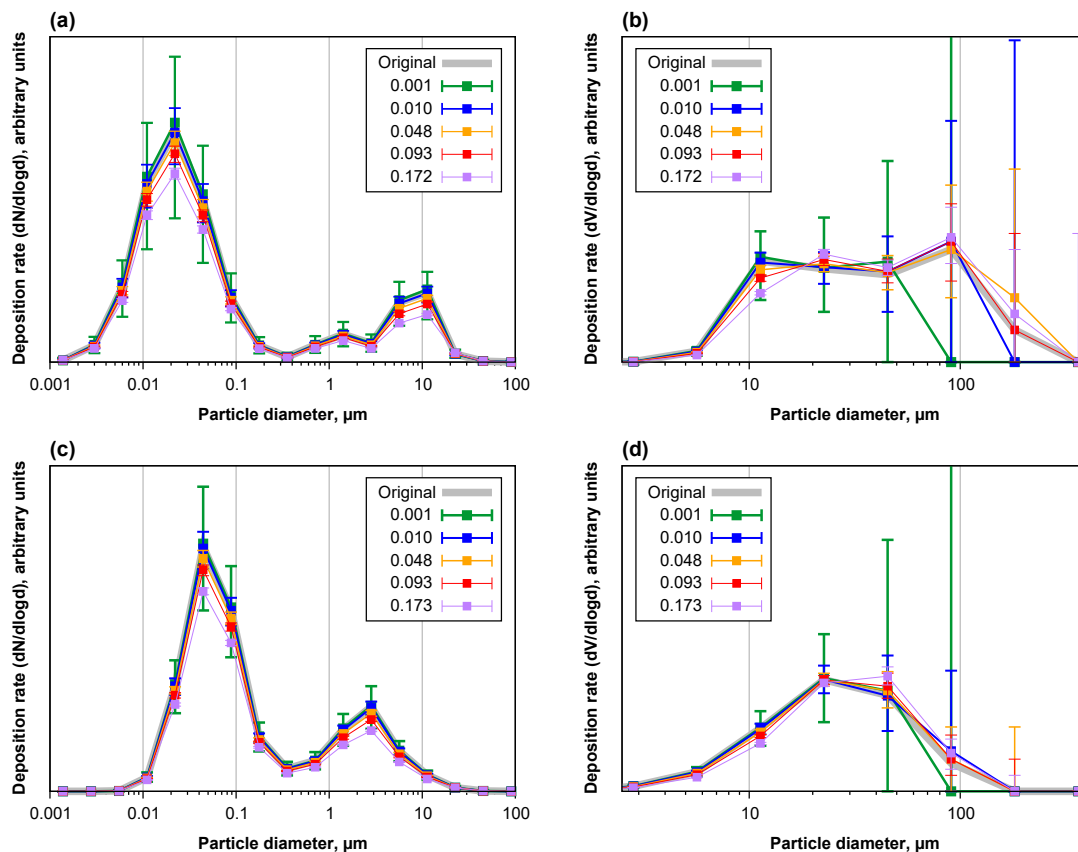 (a)
Deposition rate (dN/dlogd), arbitrary units
Original
0.001
0.010
0.048
0.093
0.172
0.001
0.01
0.1
1
10
100
Particle diameter, µm
(b)
Deposition rate (dV/dlogd), arbitrary units
Original
0.001
0.010
0.048
0.093
0.172
10
100
Particle diameter, µm
(c)
Deposition rate (dN/dlogd), arbitrary units
Original
0.001
0.010
0.048
0.093
0.173
0.001
0.01
0.1
1
10
100
Particle diameter, µm
(d)
Deposition rate (dV/dlogd), arbitrary units
Original
0.001
0.010
0.048
0.093
0.173
10
100
Particle diameter, µm